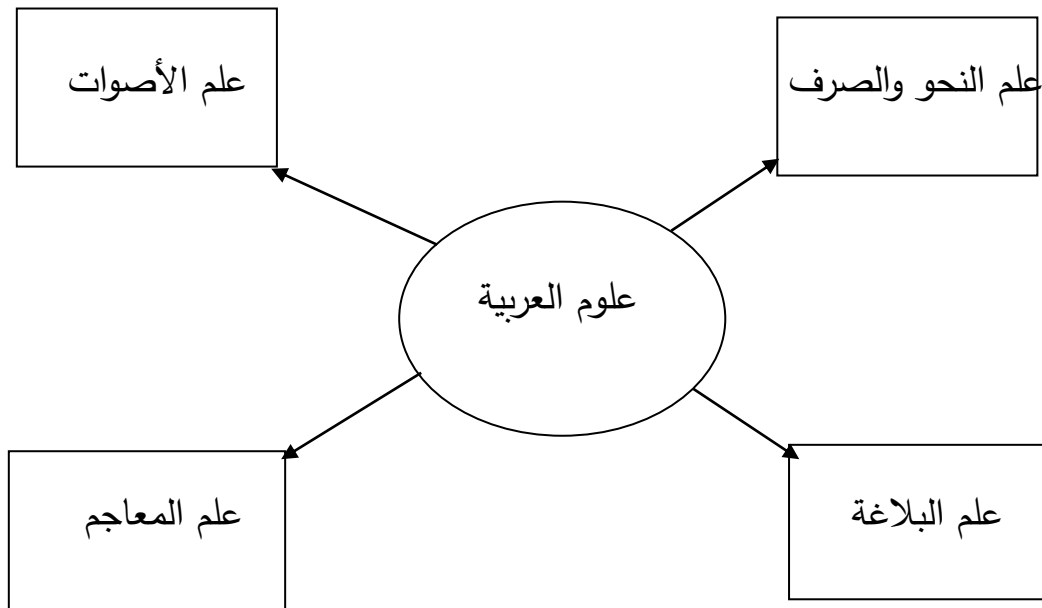 علم النحو والصرف
علم الأصوات
علوم العربية
علم البلاغة
علم المعاجم